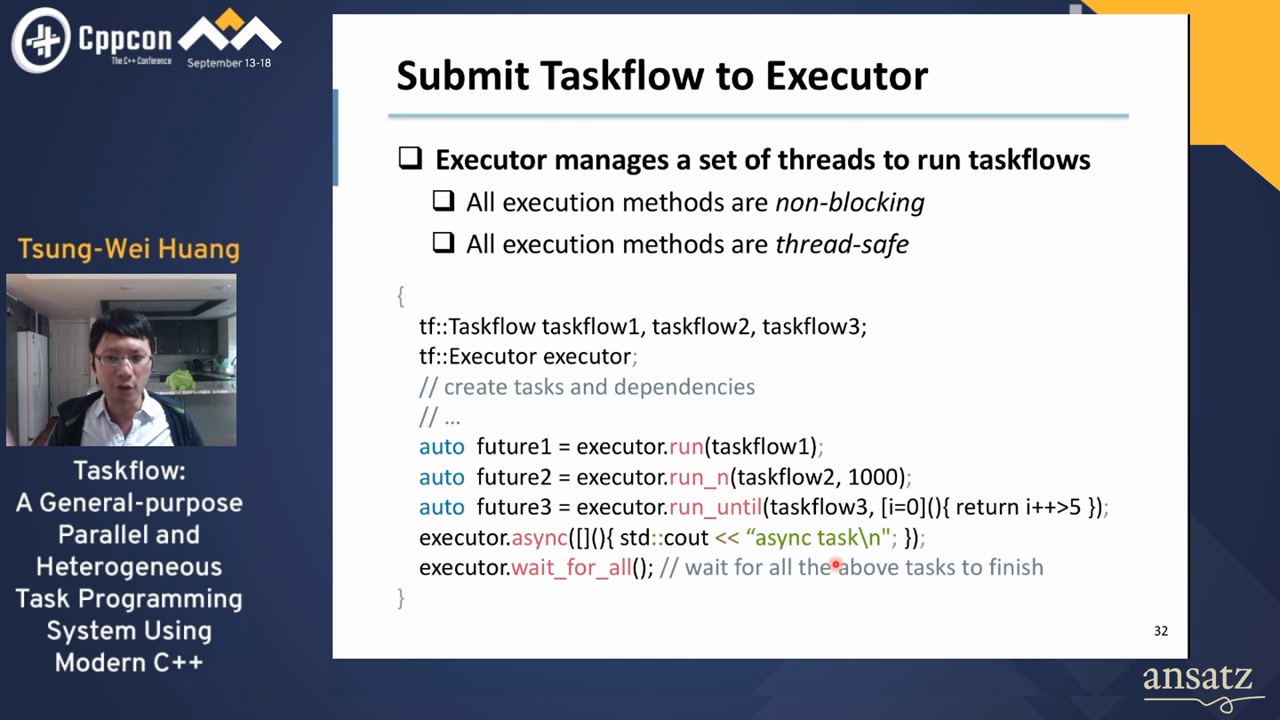 Cppcon
The C++ Conference
September 13-18
Tsung-Wei Huang
Taskflow:
A General-purpose
Parallel and
Heterogeneous
Task Programming
System Using
Modern C++
Submit Taskflow to Executor
Executor manages a set of threads to run taskflows
All execution methods are non-blocking
All execution methods are thread-safe
{
tf::Taskflow taskflow1, taskflow2, taskflow3;
tf::Executor executor;
// create tasks and dependencies
// …
auto future1 = executor.run(taskflow1);
auto future2 = executor.run_n(taskflow2, 1000);
auto future3 = executor.run_until(taskflow3, [i=0](){ return i++>5 });
executor.async([](){ std::cout << “async task\n"; });
executor.wait_for_all(); // wait for all the above tasks to finish
}
32
ansatz